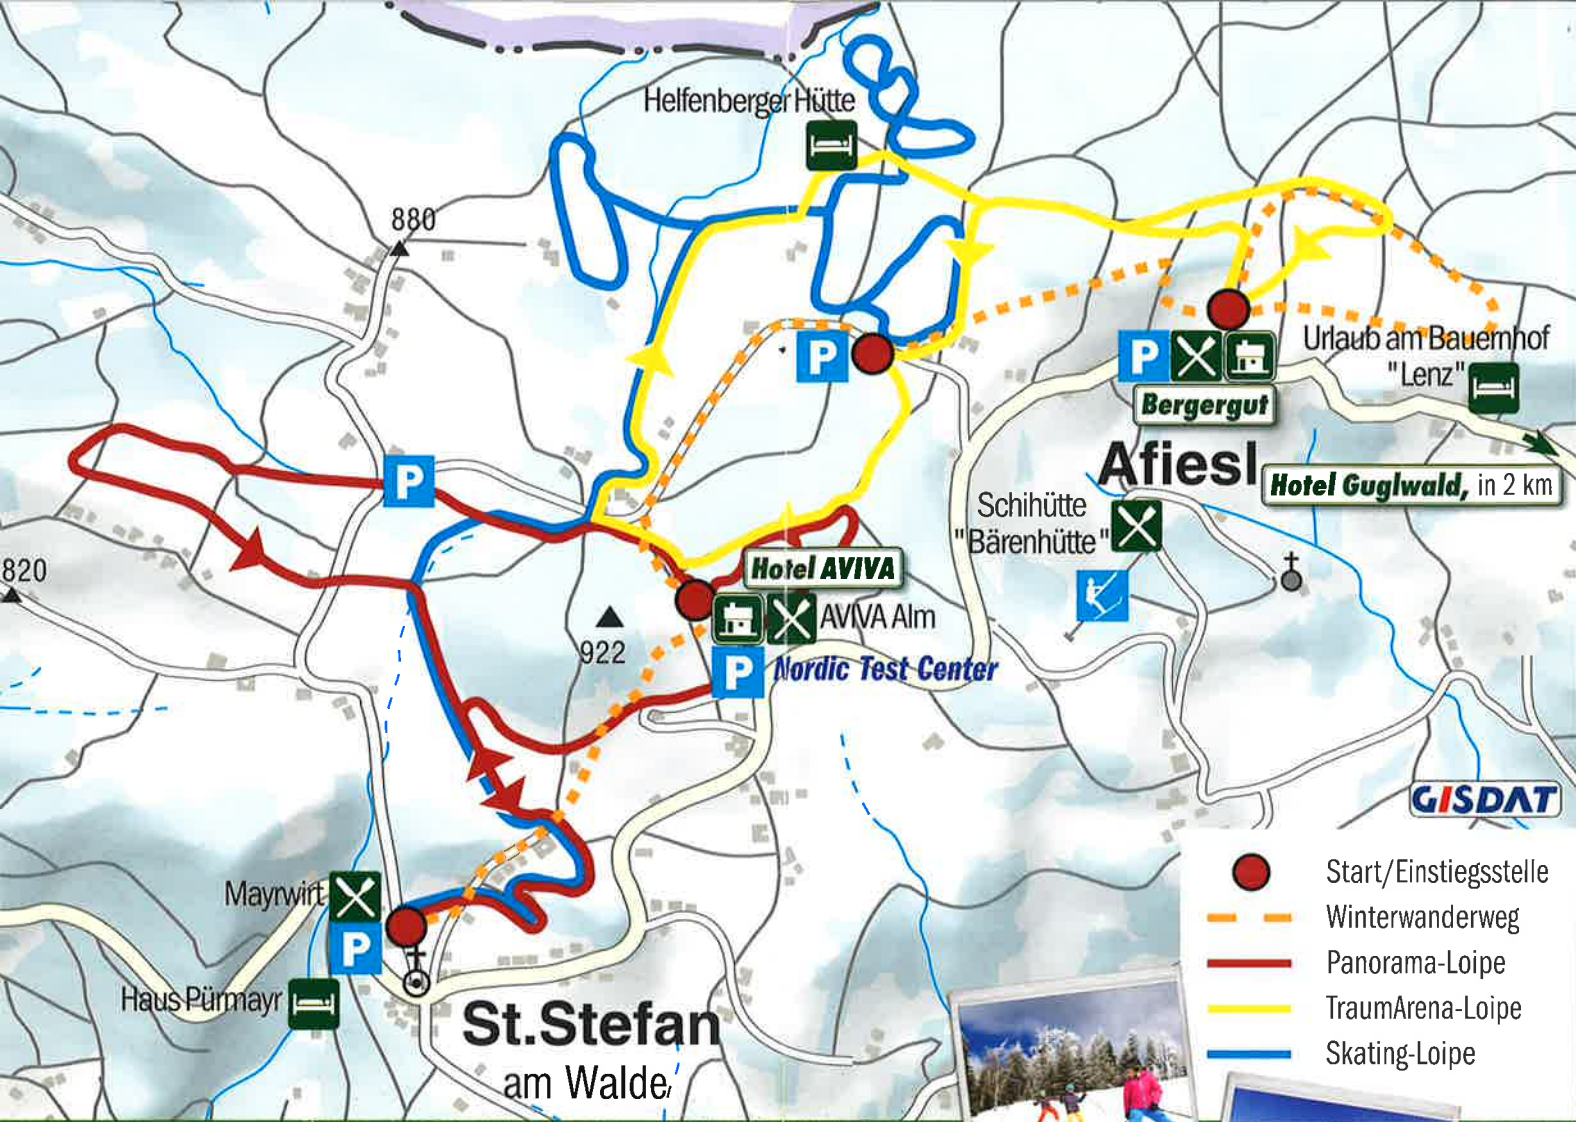 Helfenberger Hütte
880
P
P
Urlaub am Bauernhof
"Lenz"
Bergergut
Afiesl
Hotel Guglwald, in 2 km
P
Schihütte
"Bärenhütte"
820
Hotel AVIVA
AVIVA Alm
922
P
Nordic Test Center
GISDAT
Mayrwirt
P
Haus Pürmayr
St.Stefan
am Walde
Start/Einstiegsstelle
Winterwanderweg
Panorama-Loipe
TraumArena-Loipe
Skating-Loipe